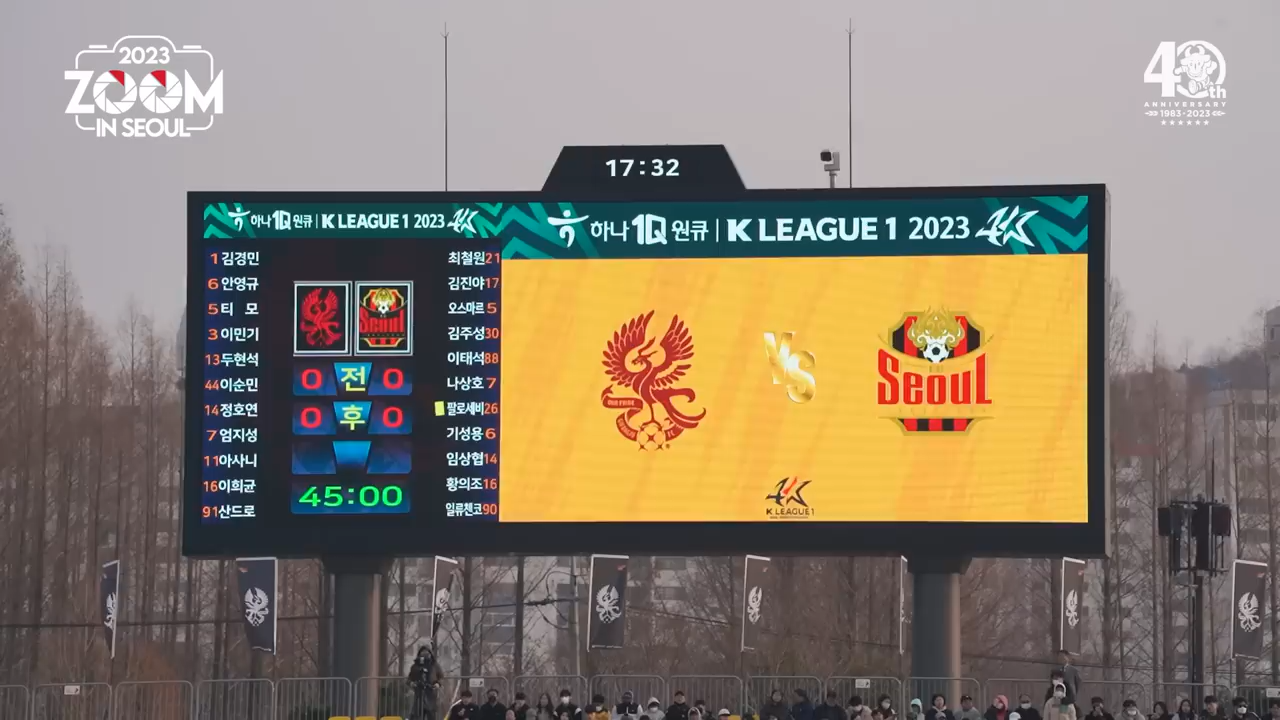 2023
ZOOM
IN SEOUL
40th
ANNIVERSARY
1983-2023
17:32
하나 1Q 원큐 | K LEAGUE 1 2023
하나 1Q 원큐 | K LEAGUE 1 2023
1 김경민
6 안영규
5 티 모
3 이민기
13 두현석
44 이순민
14 정호연
7 엄지성
11 아사니
16 이희균
91 산드로
Seoul
0 전 0
0 후 0
45:00
최철원 21
김진야 17
오스마르 5
김주성 30
이태석 88
나상호 7
팔로세비 26
기성용 6
임상협 14
황의조 16
일류첸코 90
VS
Seoul
K LEAGUE 1